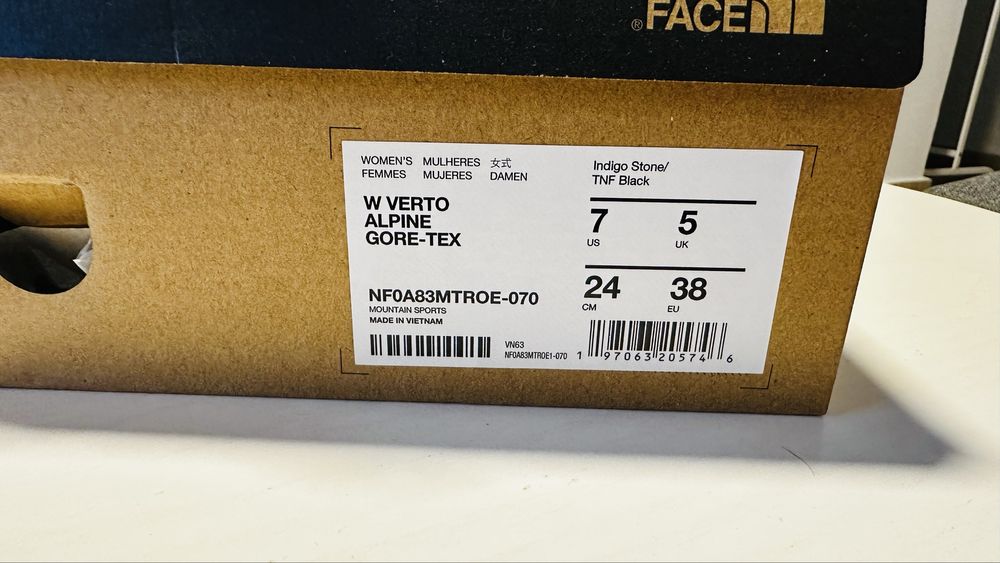 ® FACE
WOMEN'S MULHERES 女式
FEMMES MUJERES DAMEN
W VERTO
ALPINE
GORE-TEX
NF0A83MTROE-070
MOUNTAIN SPORTS
MADE IN VIETNAM
VN63
NF0A83MTROE1-070
Indigo Stone/
TNF Black
7 5
US UK
24 38
CM EU
1 97063 20574 6